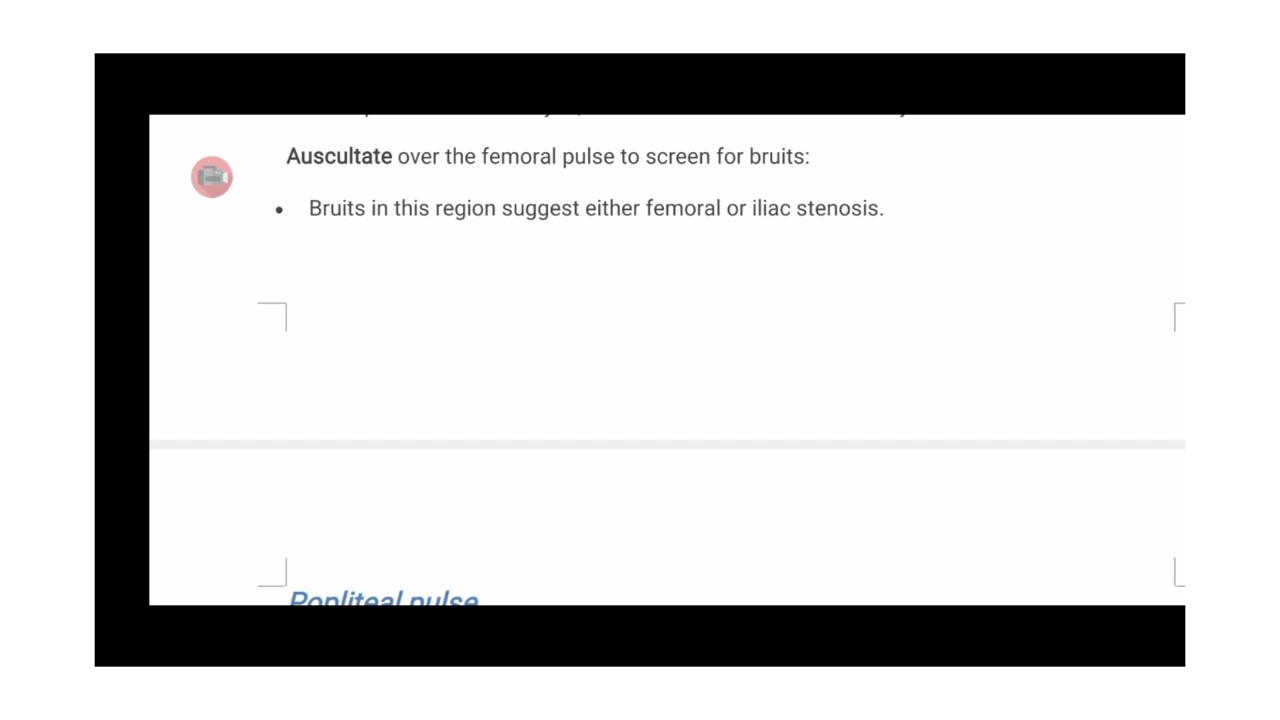 Auscultate over the femoral pulse to screen for bruits:
• Bruits in this region suggest either femoral or iliac stenosis.
Popliteal pulse